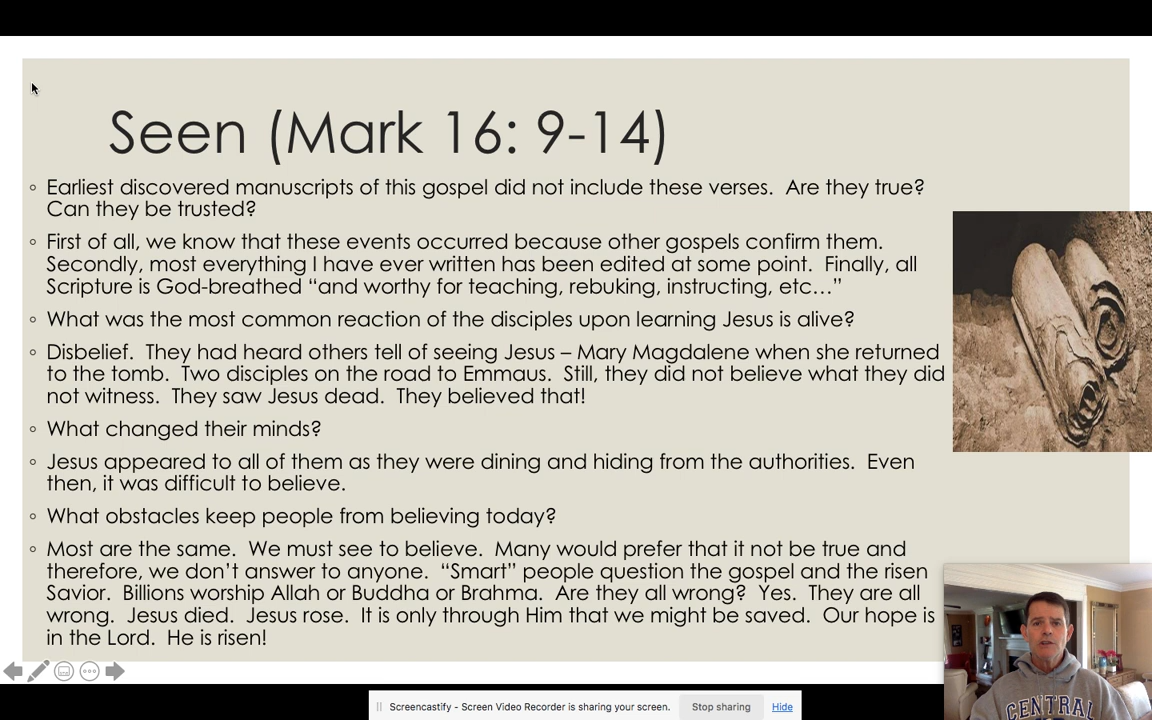 Seen (Mark 16: 9-14)
Earliest discovered manuscripts of this gospel did not include these verses.  Are they true?
Can they be trusted?
First of all, we know that these events occurred because other gospels confirm them.
Secondly, most everything I have ever written has been edited at some point.  Finally, all
Scripture is God-breathed “and worthy for teaching, rebuking, instructing, etc…”
What was the most common reaction of the disciples upon learning Jesus is alive?
Disbelief.  They had heard others tell of seeing Jesus – Mary Magdalene when she returned
to the tomb.  Two disciples on the road to Emmaus.  Still, they did not believe what they did
not witness.  They saw Jesus dead.  They believed that!
What changed their minds?
Jesus appeared to all of them as they were dining and hiding from the authorities.  Even
then, it was difficult to believe.
What obstacles keep people from believing today?
Most are the same.  We must see to believe.  Many would prefer that it not be true and
therefore, we don’t answer to anyone.  “Smart” people question the gospel and the risen
Savior.  Billions worship Allah or Buddha or Brahma.  Are they all wrong?  Yes.  They are all
wrong.  Jesus died.  Jesus rose.  It is only through Him that we might be saved.  Our hope is
in the Lord.  He is risen!
CENTRAL
Screencastify - Screen Video Recorder is sharing your screen.
Stop sharing
Hide